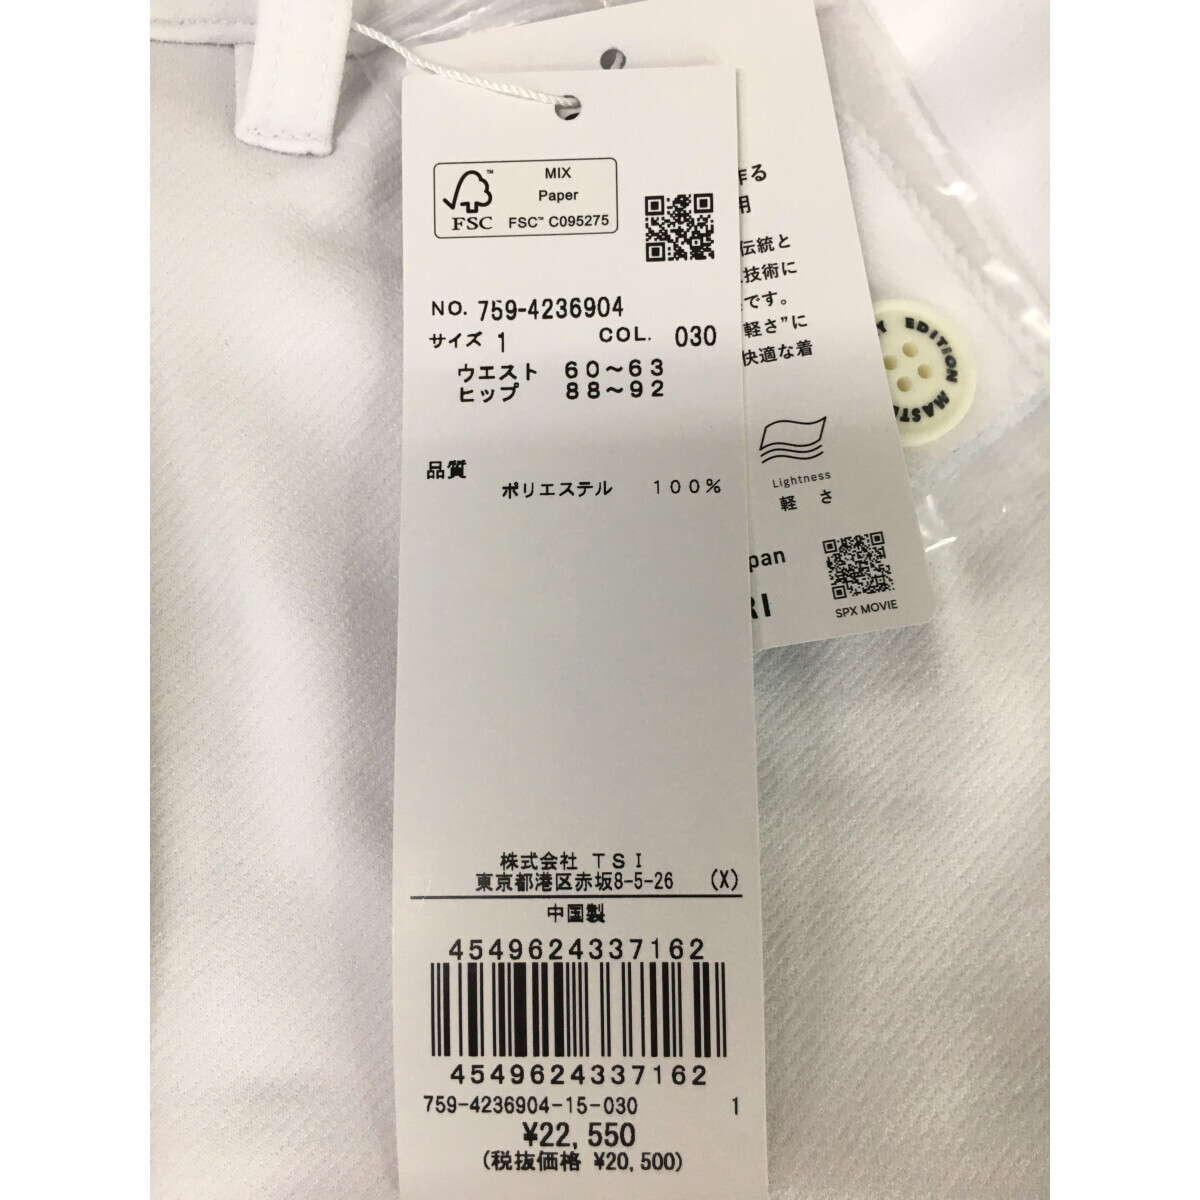 MIX
Paper
FSC™ C095275
FSC
NO. 759-4236904
サイズ 1 COL. 030
ウエスト 60～63
ヒップ 88～92
品質
ポリエステル 100%
株式会社 TSI
東京都港区赤坂8-5-26 (X)
中国製
4549624337162
4549624337162
759-4236904-15-030 1
¥22,550
(税抜価格 ¥20,500)
作る
用
伝統と
技術に
です。
軽さ”に
快適な着
Lightness
軽さ
pan
RI
SPX MOVIE
EDITION MAST